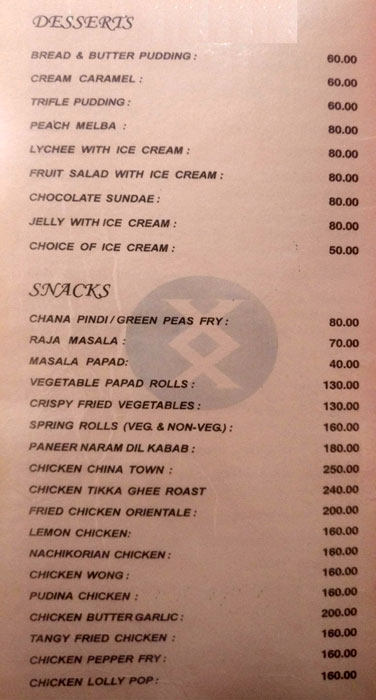 DESSERTS
BREAD & BUTTER PUDDING : 60.00
CREAM CARAMEL : 60.00
TRIFLE PUDDING : 60.00
PEACH MELBA : 80.00
LYCHEE WITH ICE CREAM : 80.00
FRUIT SALAD WITH ICE CREAM : 80.00
CHOCOLATE SUNDAE : 80.00
JELLY WITH ICE CREAM : 80.00
CHOICE OF ICE CREAM : 50.00
SNACKS
CHANA PINDI / GREEN PEAS FRY : 80.00
RAJA MASALA : 70.00
MASALA PAPAD: 40.00
VEGETABLE PAPAD ROLLS : 130.00
CRISPY FRIED VEGETABLES : 130.00
SPRING ROLLS (VEG. & NON-VEG.) : 160.00
PANEER NARAM DIL KABAB : 180.00
CHICKEN CHINA TOWN : 250.00
CHICKEN TIKKA GHEE ROAST 240.00
FRIED CHICKEN ORIENTALE : 200.00
LEMON CHICKEN: 160.00
NACHIKORIAN CHICKEN : 160.00
CHICKEN WONG : 160.00
PUDINA CHICKEN : 160.00
CHICKEN BUTTER GARLIC : 200.00
TANGY FRIED CHICKEN : 160.00
CHICKEN PEPPER FRY : 160.00
CHICKEN LOLLY POP : 160.00